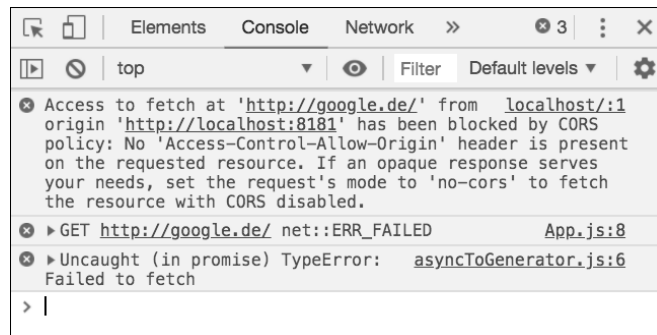 Elements Console Network » 3
top Filter Default levels ▼
Access to fetch at 'http://google.de/' from localhost/:1
origin 'http://localhost:8181' has been blocked by CORS
policy: No 'Access-Control-Allow-Origin' header is present
on the requested resource. If an opaque response serves
your needs, set the request's mode to 'no-cors' to fetch
the resource with CORS disabled.
▶GET http://google.de/ net::ERR_FAILED App.js:8
▶Uncaught (in promise) TypeError: asyncToGenerator.js:6
Failed to fetch
>